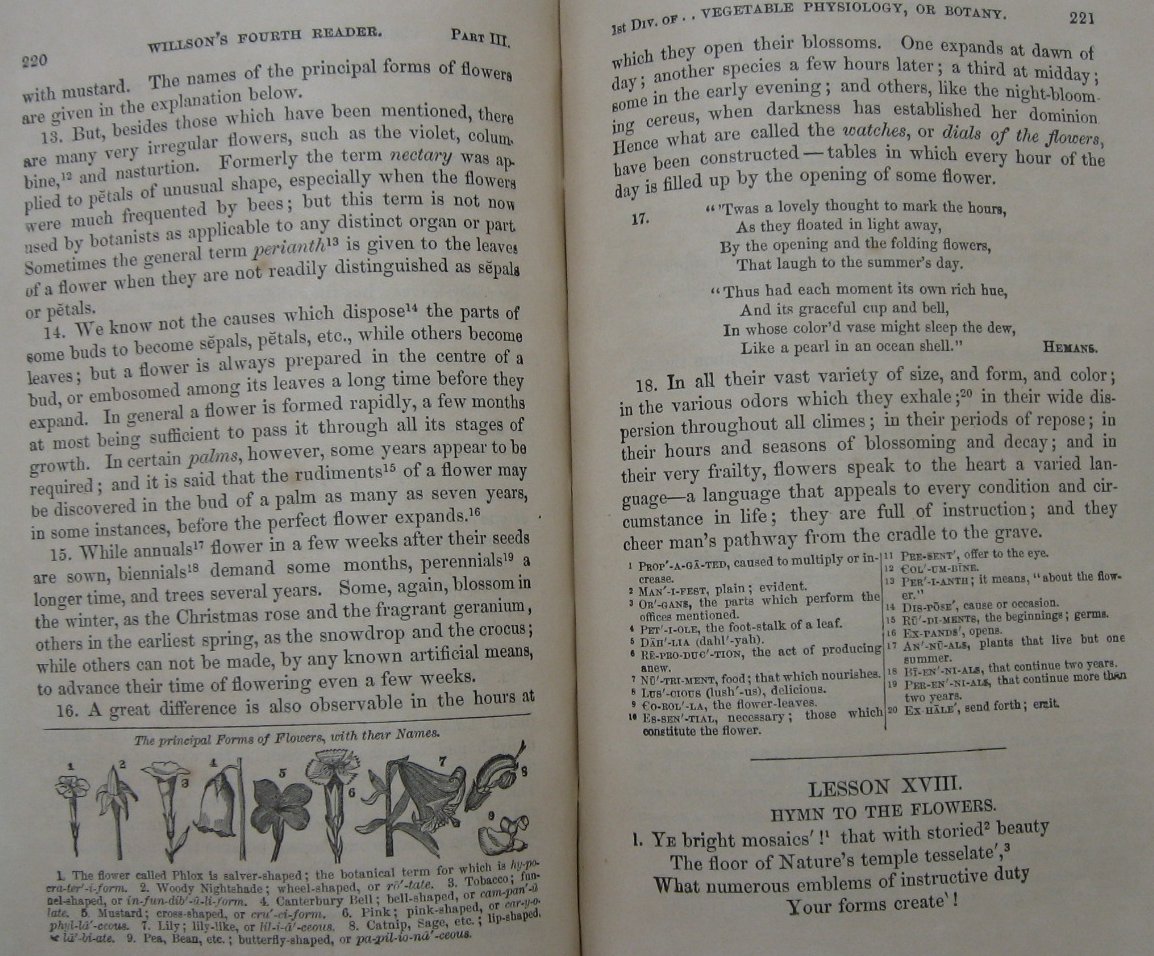 220
WILLSON'S FOURTH READER.
PART III.
with mustard. The names of the principal forms of flowers
are given in the explanation below.
13. But, besides those which have been mentioned, there
are many very irregular flowers, such as the violet, colum-
bine,¹² and nasturtion. Formerly the term nectary was ap-
plied to pĕtals of unusual shape, especially when the flowers
were much frequented by bees; but this term is not now
used by botanists as applicable to any distinct organ or part
Sometimes the general term perianth¹³ is given to the leaves
of a flower when they are not readily distinguished as sĕpals
or pĕtals.
14. We know not the causes which dispose¹⁴ the parts of
some buds to become sĕpals, pĕtals, etc., while others become
leaves; but a flower is always prepared in the centre of a
bud, or embosomed among its leaves a long time before they
expand. In general a flower is formed rapidly, a few months
at most being sufficient to pass it through all its stages of
growth. In certain palms, however, some years appear to be
required; and it is said that the rudiments¹⁵ of a flower may
be discovered in the bud of a palm as many as seven years,
in some instances, before the perfect flower expands.¹⁶
15. While annuals¹⁷ flower in a few weeks after their seeds
are sown, biennials¹⁸ demand some months, perennials¹⁹ a
longer time, and trees several years. Some, again, blossom in
the winter, as the Christmas rose and the fragrant geranium,
others in the earliest spring, as the snowdrop and the crocus;
while others can not be made, by any known artificial means,
to advance their time of flowering even a few weeks.
16. A great difference is also observable in the hours at
The principal Forms of Flowers, with their Names.
1 2 3 4 5 6 7 8 9
1. The flower called Phlox is salver-shaped; the botanical term for which is hy-po-
cra-ter'-i-form. 2. Woody Nightshade; wheel-shaped, or rō'-tate. 3. Tobacco; fun-
nel-shaped, or in-fun-dib'-ū-li-form. 4. Canterbury Bell; bell-shaped, or cam-pan'-ū
late. 5. Mustard; cross-shaped, or cru'-ci-form. 6. Pink; pink-shaped, or car-y-o-
phyl-lā'-ceous. 7. Lily; lily-like, or lil-i-ā'-ceous. 8. Catnip, Sage, etc.; lip-shaped,
lā'-bi-ate. 9. Pea, Bean, etc.; butterfly-shaped, or pa-pil-io-nā'-ceous.
1st DIV. OF . . VEGETABLE PHYSIOLOGY, OR BOTANY.
221
which they open their blossoms. One expands at dawn of
day; another species a few hours later; a third at midday;
some in the early evening; and others, like the night-bloom-
ing cereus, when darkness has established her dominion
Hence what are called the watches, or dials of the flowers,
have been constructed—tables in which every hour of the
day is filled up by the opening of some flower.
17. "'Twas a lovely thought to mark the hours,
As they floated in light away,
By the opening and the folding flowers,
That laugh to the summer's day.
"Thus had each moment its own rich hue,
And its graceful cup and bell,
In whose color'd vase might sleep the dew,
Like a pearl in an ocean shell." HEMANS.
18. In all their vast variety of size, and form, and color;
in the various odors which they exhale;²⁰ in their wide dis-
persion throughout all climes; in their periods of repose; in
their hours and seasons of blossoming and decay; and in
their very frailty, flowers speak to the heart a varied lan-
guage—a language that appeals to every condition and cir-
cumstance in life; they are full of instruction; and they
cheer man's pathway from the cradle to the grave.
1 PROP'-A-GĀ-TED, caused to multiply or in-
crease.
2 MAN'-I-FEST, plain; evident.
3 OR'-GANS, the parts which perform the
offices mentioned.
4 PET'-I-OLE, the foot-stalk of a leaf.
5 DÄH'-LIA (dahl'-yah).
6 RĒ-PRO-DUC'-TION, the act of producing
anew.
7 NŪ'-TRI-MENT, food; that which nourishes.
8 LUS'-CIOUS (lush'-us), delicious.
9 CO-ROL'-LA, the flower-leaves.
10 ES-SEN'-TIAL, necessary; those which
constitute the flower.
11 PRE-SENT', offer to the eye.
12 COL'-UM-BĪNE.
13 PER'-I-ANTH; it means, "about the flow-
er."
14 DIS-PŌSE', cause or occasion.
15 RŪ'-DI-MENTS, the beginnings; germs.
16 EX-PANDS', opens.
17 AN'-NŪ-ALS, plants that live but one
summer.
18 BĪ-EN'-NI-ALS, that continue two years.
19 PER-EN'-NI-ALS, that continue more than
two years.
20 EX-HĀLE', send forth; emit.
LESSON XVIII.
HYMN TO THE FLOWERS.
1. YE bright mosaics'!¹ that with storied² beauty
The floor of Nature's temple tesselate',³
What numerous emblems of instructive duty
Your forms create`!